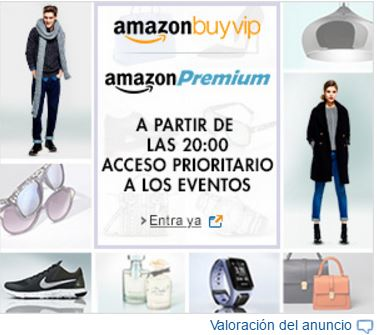 amazonbuyvip
amazonPremium
A PARTIR DE
LAS 20:00
ACCESO PRIORITARIO
A LOS EVENTOS
> Entra ya
Valoración del anuncio